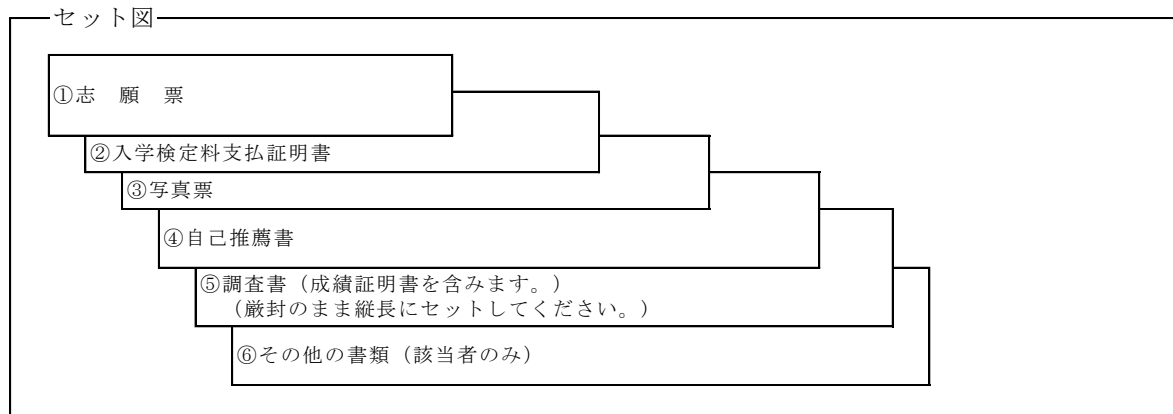 セット図
①志　願　票
②入学検定料支払証明書
③写真票
④自己推薦書
⑤調査書（成績証明書を含みます。）
（厳封のまま縦長にセットしてください。）
⑥その他の書類（該当者のみ）